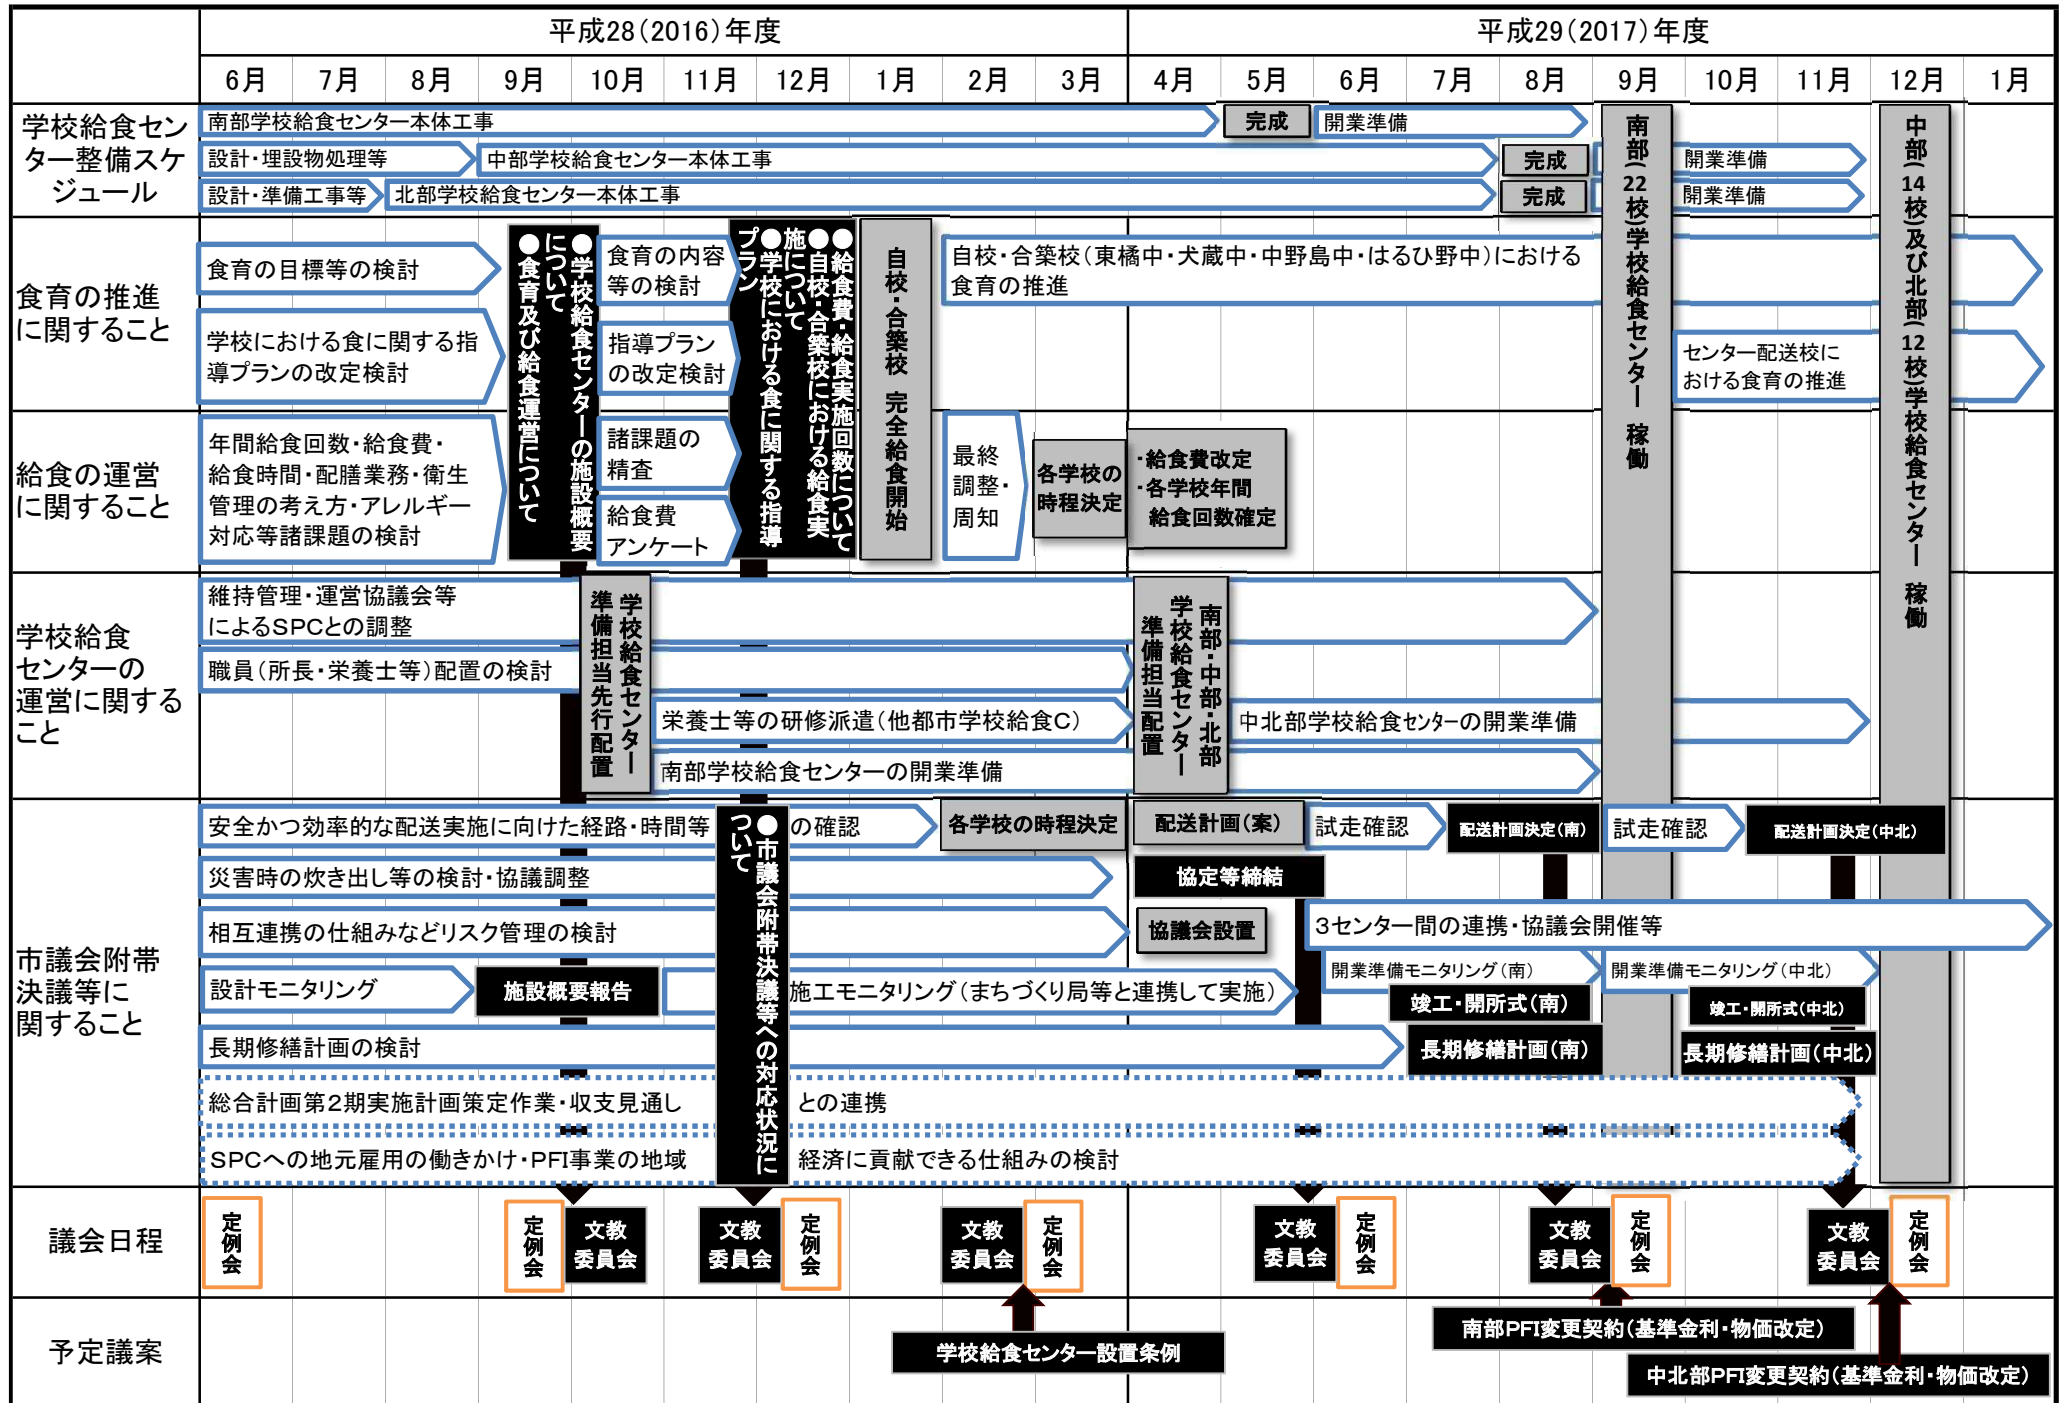 平成28(2016)年度
平成29(2017)年度
6月
7月
8月
9月
10月
11月
12月
1月
2月
3月
4月
5月
6月
7月
8月
9月
10月
11月
12月
1月
学校給食セン
ター整備スケ
ジュール
南部学校給食センター本体工事
完成
開業準備
設計・埋設物処理等
中部学校給食センター本体工事
完成
開業準備
設計・準備工事等
北部学校給食センター本体工事
完成
開業準備
南部(22校)学校給食センター 稼働
中部(14校)及び北部(12校)学校給食センター 稼働
食育の推進
に関すること
食育の目標等の検討
学校における食に関する指
導プランの改定検討
●学校給食センターの施設概要
について
●食育及び給食運営について
食育の内容
等の検討
指導プラン
の改定検討
●給食費・給食実施回数について
●自校・合築校における給食実
施について
●学校における食に関する指導
プラン
自校・合築校 完全給食開始
自校・合築校(東橘中・犬蔵中・中野島中・はるひ野中)における
食育の推進
センター配送校に
おける食育の推進
給食の運営
に関すること
年間給食回数・給食費・
給食時間・配膳業務・衛生
管理の考え方・アレルギー
対応等諸課題の検討
諸課題の
精査
給食費
アンケート
最終
調整・
周知
各学校の
時程決定
・給食費改定
・各学校年間
給食回数確定
学校給食
センターの
運営に関する
こと
維持管理・運営協議会等
によるSPCとの調整
職員(所長・栄養士等)配置の検討
学校給食センター
準備担当先行配置
栄養士等の研修派遣(他都市学校給食C)
南部学校給食センターの開業準備
南部・中部・北部
学校給食センター
準備担当配置
中北部学校給食センターの開業準備
市議会附帯
決議等に
関すること
安全かつ効率的な配送実施に向けた経路・時間等
の確認
各学校の時程決定
配送計画(案)
試走確認
配送計画決定(南)
試走確認
配送計画決定(中北)
●市議会附帯決議等への対応状況に
ついて
災害時の炊き出し等の検討・協議調整
協定等締結
相互連携の仕組みなどリスク管理の検討
協議会設置
3センター間の連携・協議会開催等
設計モニタリング
施設概要報告
施工モニタリング(まちづくり局等と連携して実施)
開業準備モニタリング(南)
開業準備モニタリング(中北)
竣工・開所式(南)
竣工・開所式(中北)
長期修繕計画の検討
長期修繕計画(南)
長期修繕計画(中北)
総合計画第2期実施計画策定作業・収支見通し
との連携
SPCへの地元雇用の働きかけ・PFI事業の地域
経済に貢献できる仕組みの検討
議会日程
定例会
定例会
文教
委員会
文教
委員会
定例会
文教
委員会
定例会
文教
委員会
定例会
文教
委員会
定例会
文教
委員会
定例会
予定議案
学校給食センター設置条例
南部PFI変更契約(基準金利・物価改定)
中北部PFI変更契約(基準金利・物価改定)